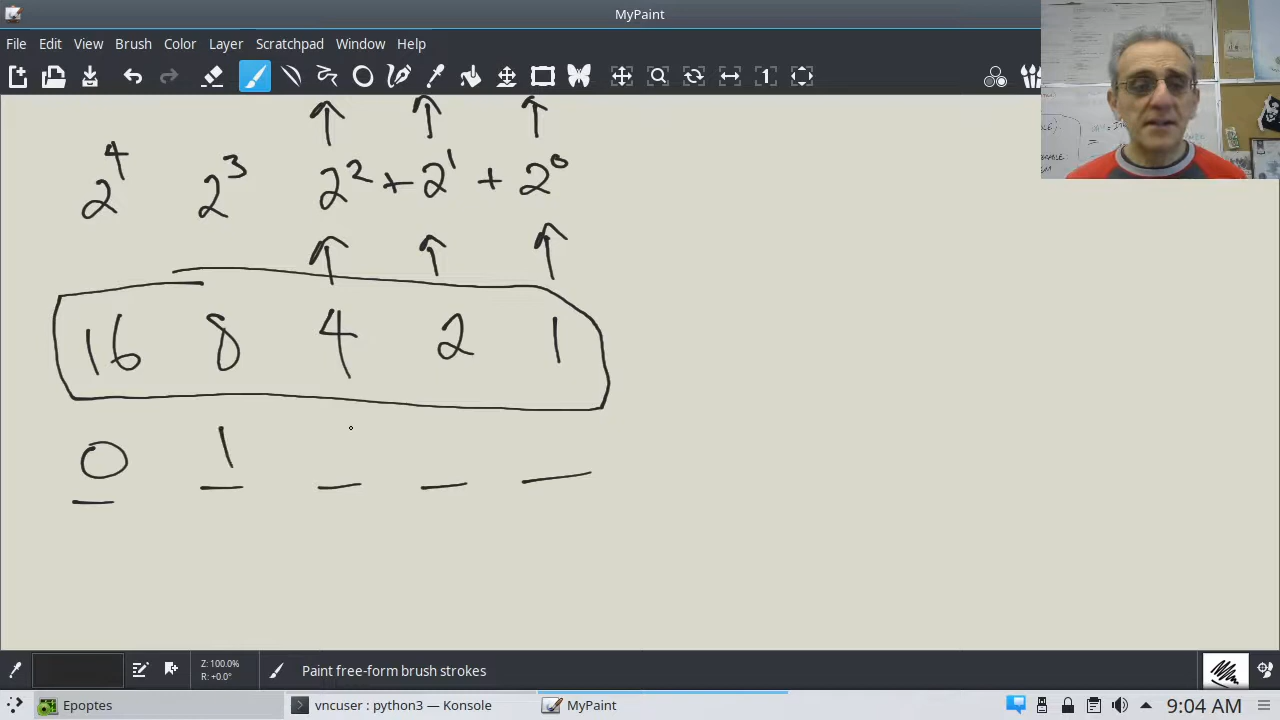 MyPaint
File Edit View Brush Color Layer Scratchpad Window Help
2⁴ 2³ 2² + 2¹ + 2⁰
16 8 4 2 1
0 1 _ _ _
Z: 100.0%
R: +0.0°
Paint free-form brush strokes
Epoptes
vncuser : python3 — Konsole
MyPaint
9:04 AM